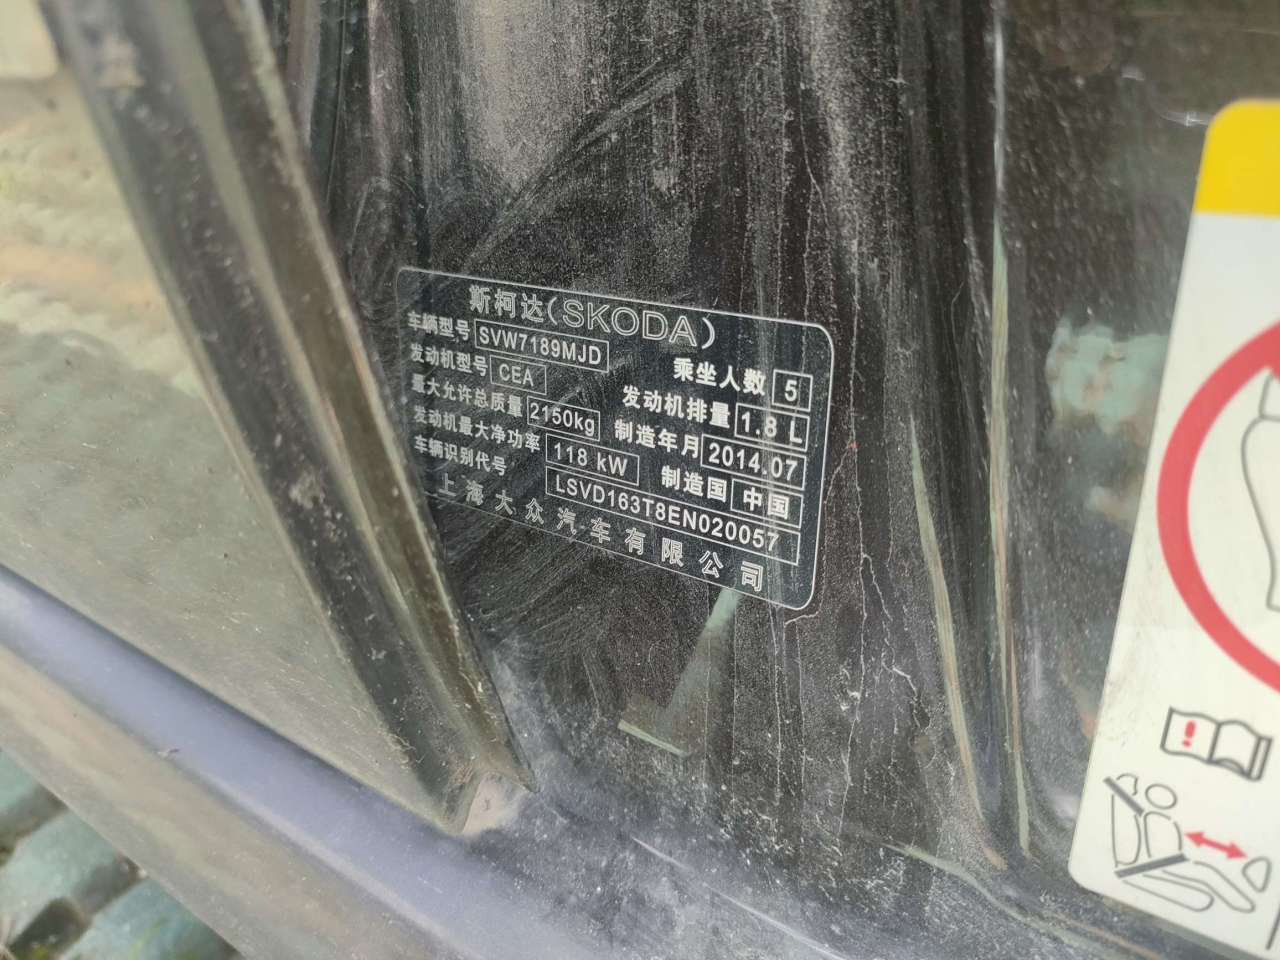 斯柯达(SKODA)
车辆型号 SVW7189MJD 乘坐人数 5
发动机型号 CEA 发动机排量 1.8 L
最大允许总质量 2150kg 制造年月 2014.07
发动机最大净功率 118 kW 制造国 中国
车辆识别代号 LSVD163T8EN020057
上海大众汽车有限公司